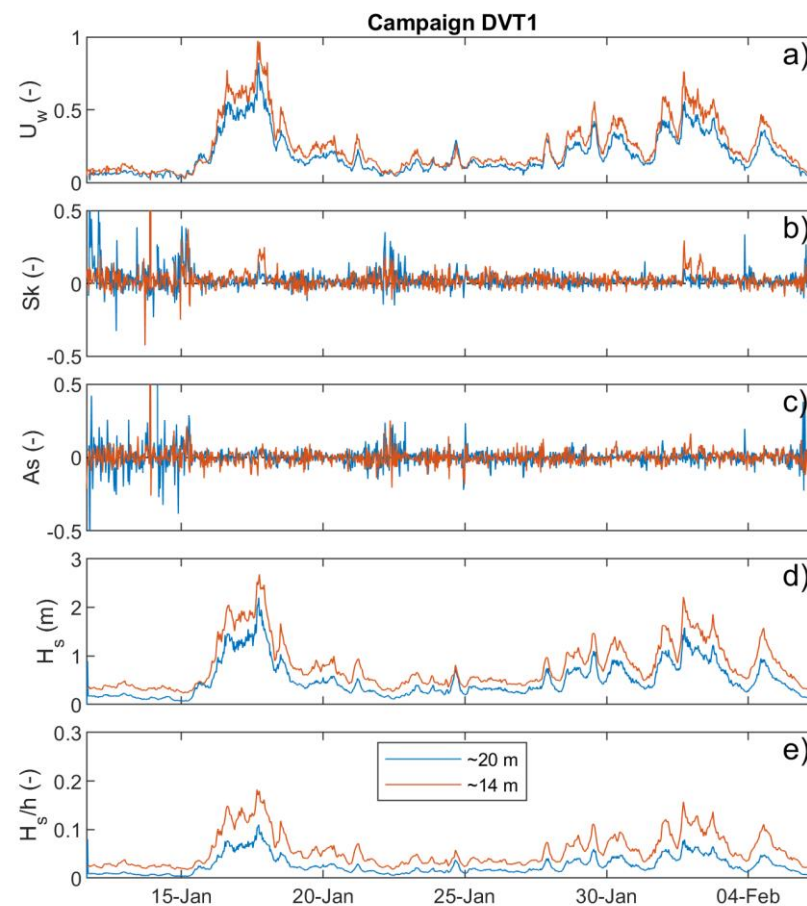 Campaign DVT1
a)
1
0.5
0
U_w (-)
b)
0.5
0
-0.5
Sk (-)
c)
0.5
0
-0.5
As (-)
d)
3
2
1
0
H_s (m)
e)
0.3
0.2
0.1
0
H_s/h (-)
~20 m
~14 m
15-Jan 20-Jan 25-Jan 30-Jan 04-Feb